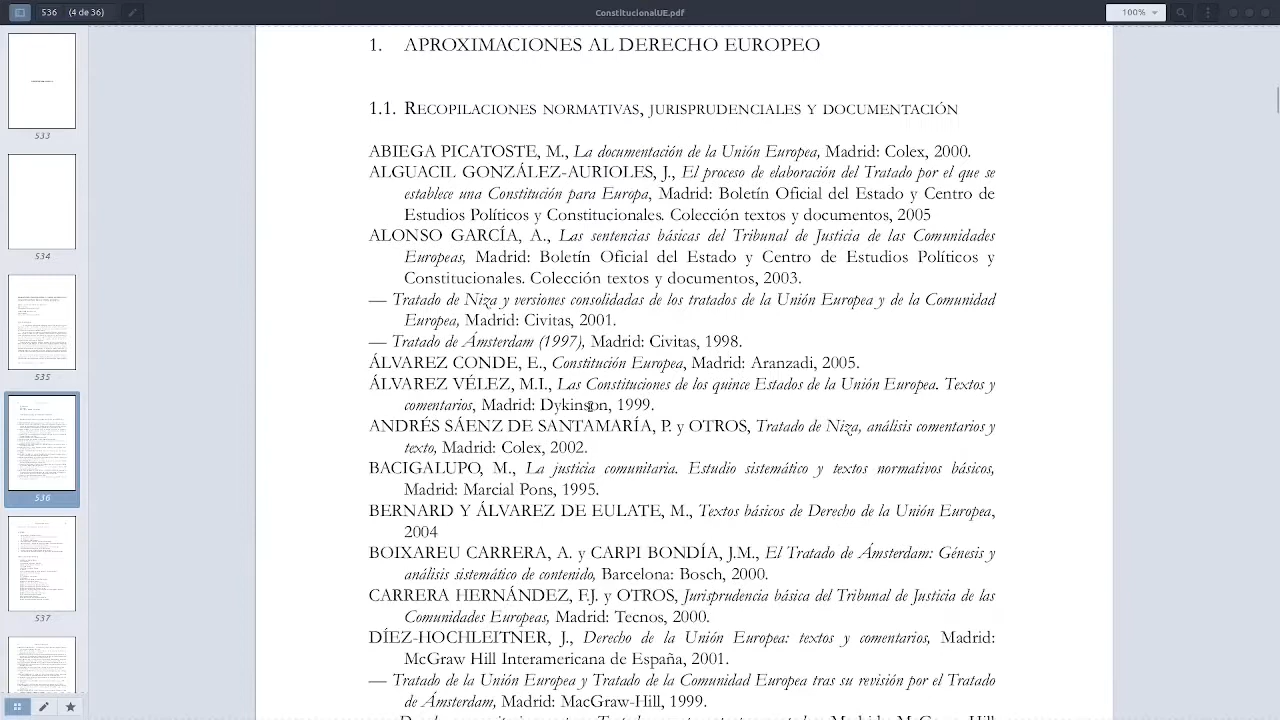 536 (4 de 36)
ConstitucionalUE.pdf
100%
1. APROXIMACIONES AL DERECHO EUROPEO
1.1. RECOPILACIONES NORMATIVAS, JURISPRUDENCIALES Y DOCUMENTACIÓN
ABIEGA PICATOSTE, M., La documentación de la Unión Europea, Madrid: Colex, 2000.
ALGUACIL GONZÁLEZ-AURIOLES, J., El proceso de elaboración del Tratado por el que se
establece una Constitución para Europa, Madrid: Boletín Oficial del Estado y Centro de
Estudios Políticos y Constitucionales. Colección textos y documentos, 2005
ALONSO GARCÍA, A., Las sentencias básicas del Tribunal de Justicia de las Comunidades
Europeas, Madrid: Boletín Oficial del Estado y Centro de Estudios Políticos y
Constitucionales. Colección textos y documentos, 2003.
— Tratado de Niza y versiones consolidadas de los tratados de la Unión Europea y de la Comunidad
Europea, Madrid: Civitas, 2001.
— Tratado de Amsterdam (1997), Madrid: Civitas, 1998.
ÁLVAREZ CONDE, E., Constitución Europea, Madrid: Aranzadi, 2005.
ÁLVAREZ VÉLEZ, M.I., Las Constituciones de los quince Estados de la Unión Europea. Textos y
comentarios, Madrid: Dykinson, 1999.
ANDRÉS SÁENZ DE SANTAMARÍA, P. y OTROS, Tratado de Niza, análisis, comentarios y
texto, Madrid: Colex, 2002.
BACIGALUPO, M., La justicia comunitaria. Estudio sistemático y textos normativos básicos,
Madrid: Marcial Pons, 1995.
BERNARD Y ÁLVAREZ DE EULATE, M., Textos básicos de Derecho de la Unión Europea,
2004
BOIXAREU CARRERA, A. y CARPI BONDÍA, J.M., El Tratado de Ámsterdam: Génesis y
análisis sistemático de contenido, Barcelona: Bosch, 2000.
CARRERA HERNÁNDEZ, F.J. y OTROS, Jurisprudencia básica del Tribunal de Justicia de las
Comunidades Europeas, Madrid: Tecnos, 2000.
DÍEZ-HOCHLEITNER, J., Derecho de la Unión Europea: textos y comentarios, Madrid:
McGraw-Hill Interamericana de España, 2001.
— Tratado de la Unión Europea y Tratado de la Comunidad Europea tras se revisión por el Tratado
de Amsterdam, Madrid: MacGraw-Hill, 1999.
533
534
535
536
537